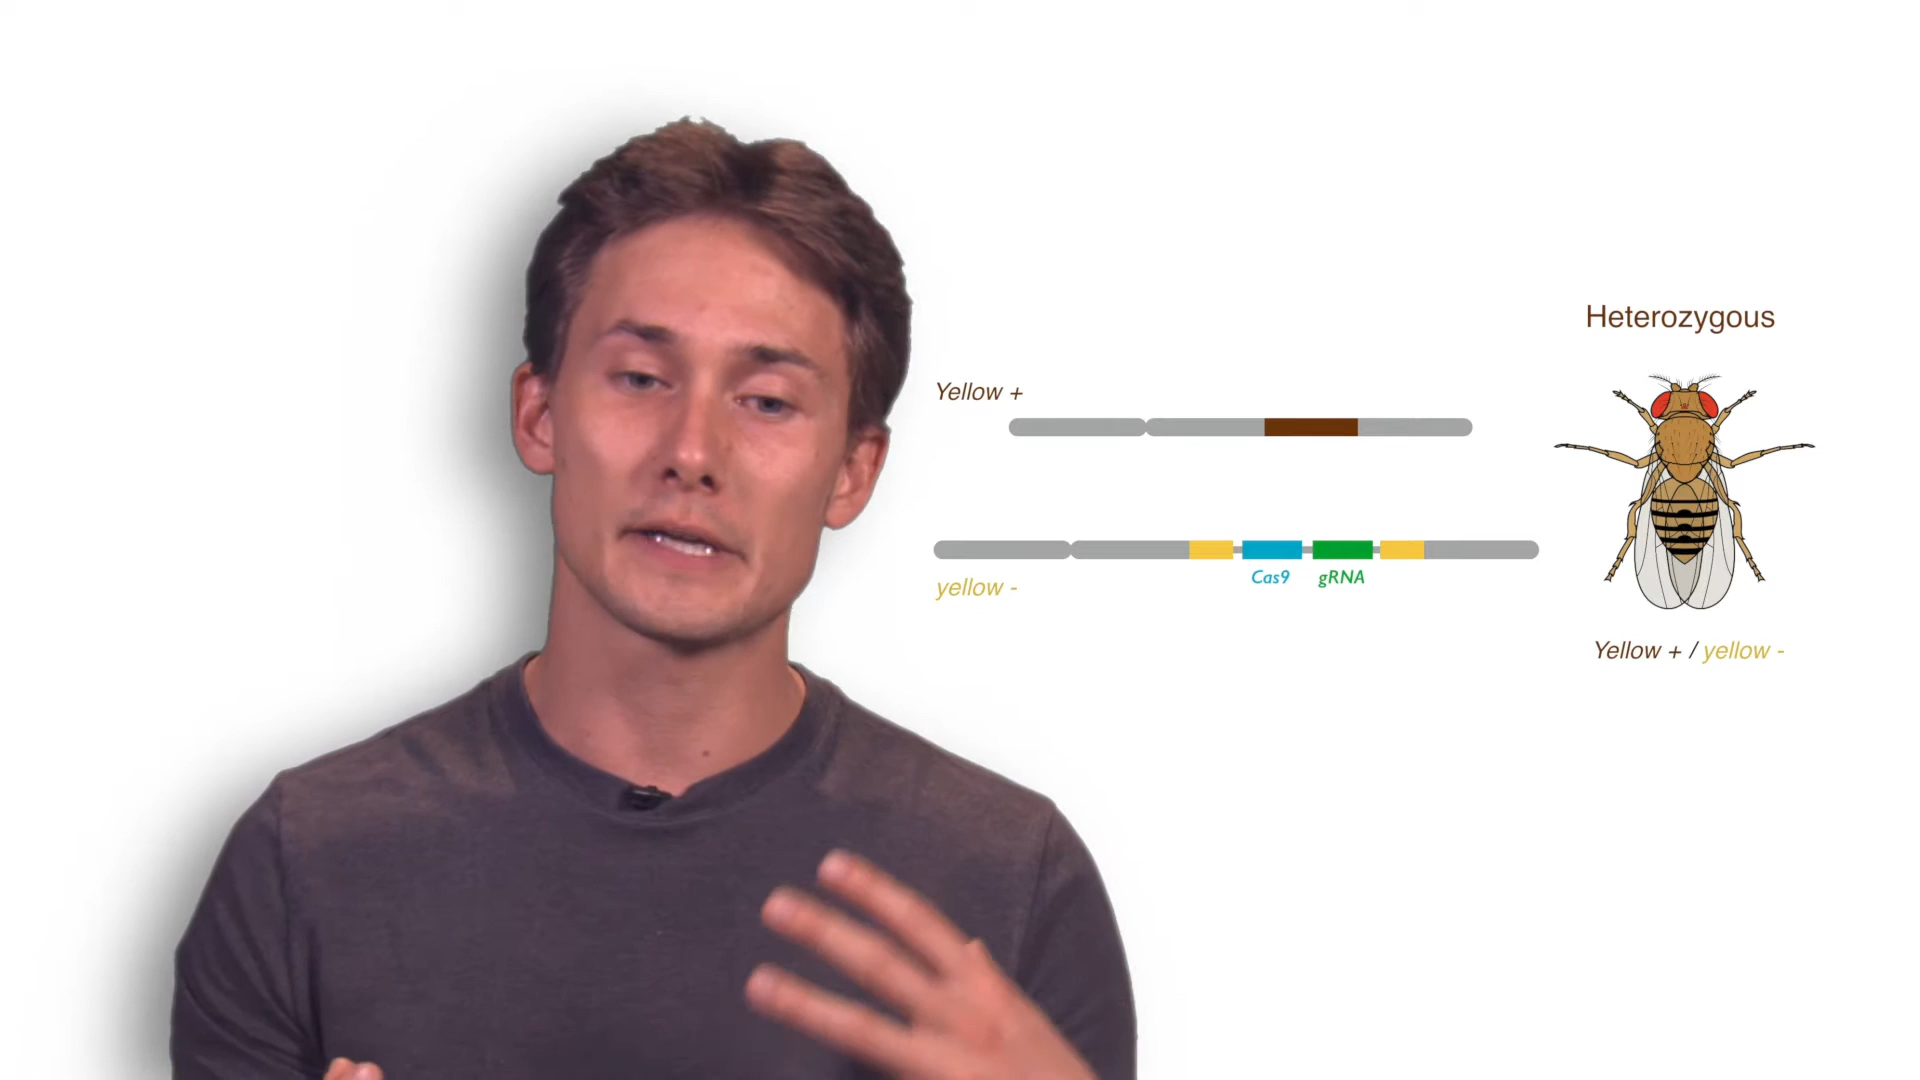 Heterozygous
Yellow +
Cas9 gRNA
yellow -
Yellow + / yellow -